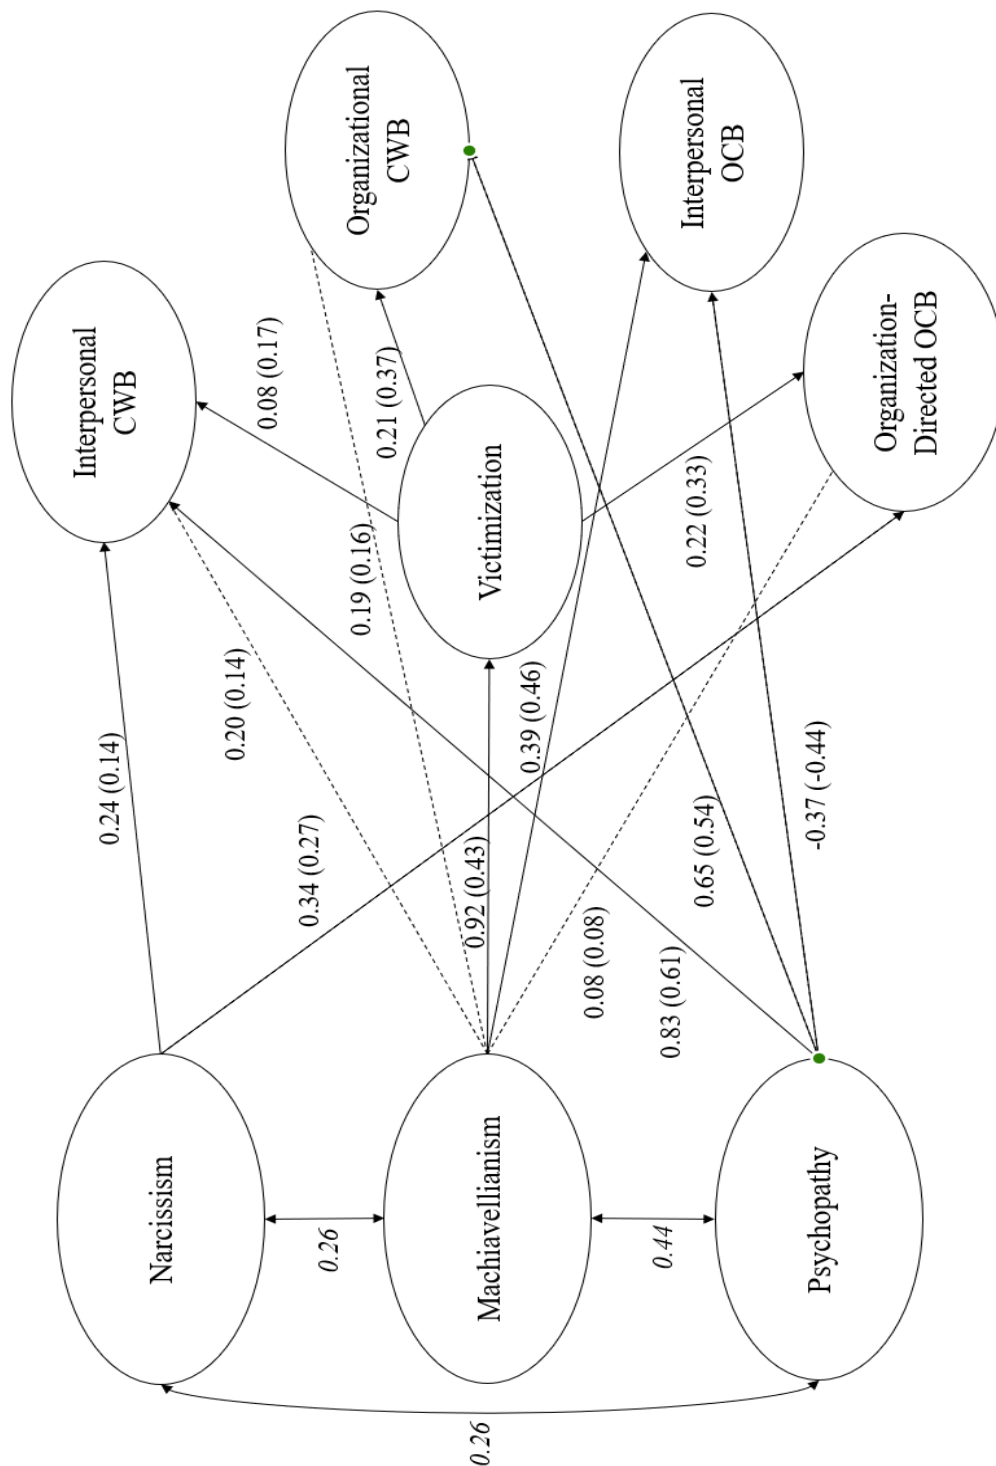 Interpersonal
CWB
Organizational
CWB
Interpersonal
OCB
Organization-
Directed OCB
Victimization
Narcissism
Machiavellianism
Psychopathy
0.24 (0.14)
0.34 (0.27)
0.20 (0.14)
0.19 (0.16)
0.08 (0.17)
0.21 (0.37)
0.92 (0.43)
0.39 (0.46)
0.08 (0.08)
0.83 (0.61)
0.65 (0.54)
0.22 (0.33)
-0.37 (-0.44)
0.26
0.44
0.26